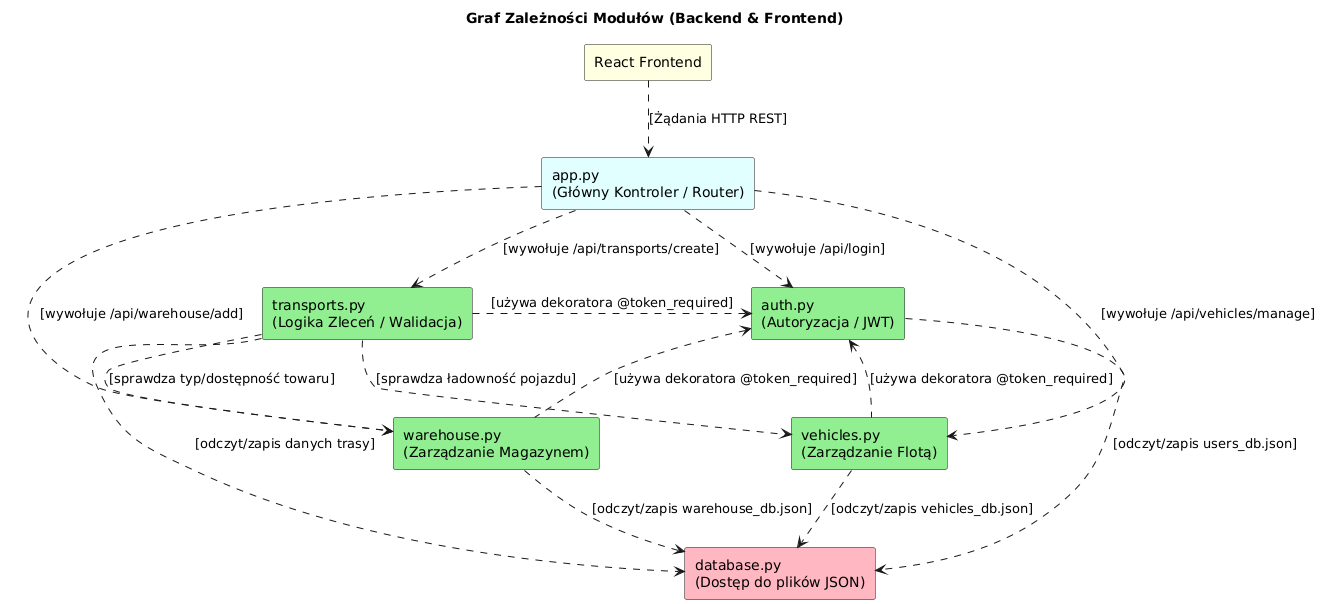 Graf Zależności Modułów (Backend & Frontend)
React Frontend
[Żądania HTTP REST]
app.py
(Główny Kontroler / Router)
[wywołuje /api/transports/create]
[wywołuje /api/login]
[wywołuje /api/warehouse/add]
transports.py
(Logika Zleceń / Walidacja)
[używa dekoratora @token_required]
auth.py
(Autoryzacja / JWT)
[wywołuje /api/vehicles/manage]
[sprawdza typ/dostępność towaru]
[sprawdza ładowność pojazdu]
[używa dekoratora @token_required]
[używa dekoratora @token_required]
[odczyt/zapis danych trasy]
warehouse.py
(Zarządzanie Magazynem)
vehicles.py
(Zarządzanie Flotą)
[odczyt/zapis users_db.json]
[odczyt/zapis warehouse_db.json]
[odczyt/zapis vehicles_db.json]
database.py
(Dostęp do plików JSON)